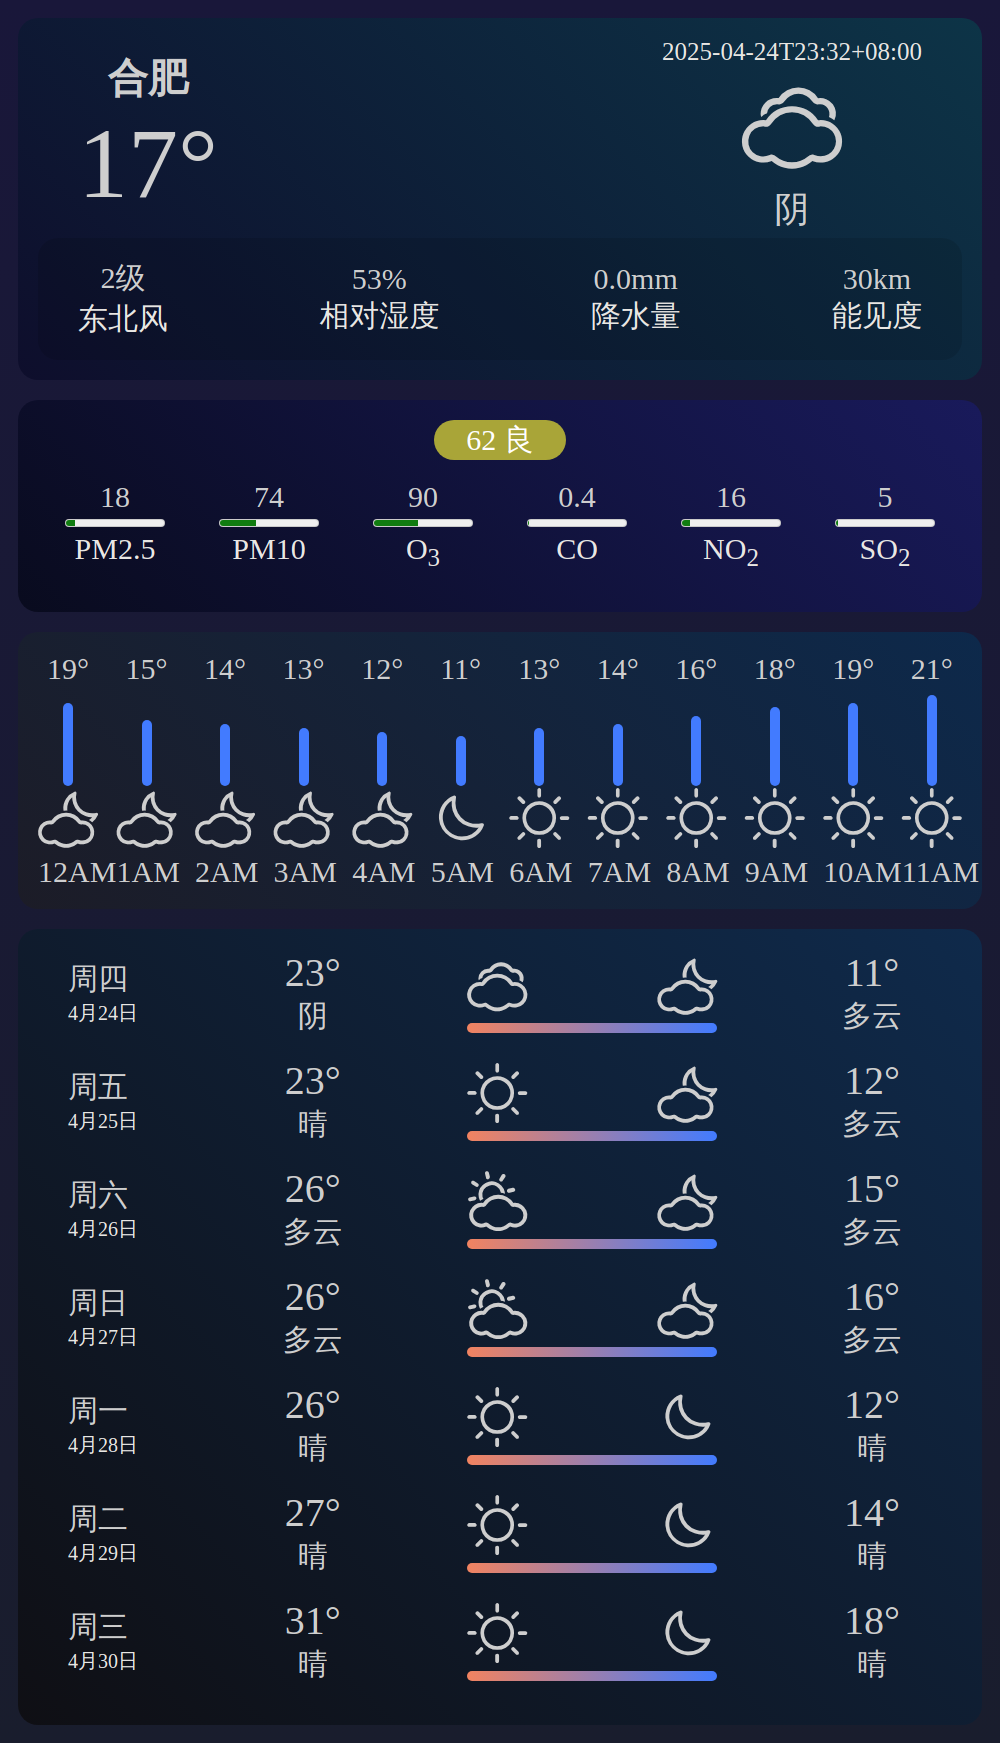 合肥
17°
2025-04-24T23:32+08:00
阴
2级 53% 0.0mm 30km
东北风 相对湿度 降水量 能见度
62 良
18 74 90 0.4 16 5
PM2.5 PM10 O3 CO NO2 SO2
19° 15° 14° 13° 12° 11° 13° 14° 16° 18° 19° 21°
12AM 1AM 2AM 3AM 4AM 5AM 6AM 7AM 8AM 9AM 10AM 11AM
周四 23° 11°
4月24日 阴 多云
周五 23° 12°
4月25日 晴 多云
周六 26° 15°
4月26日 多云 多云
周日 26° 16°
4月27日 多云 多云
周一 26° 12°
4月28日 晴 晴
周二 27° 14°
4月29日 晴 晴
周三 31° 18°
4月30日 晴 晴